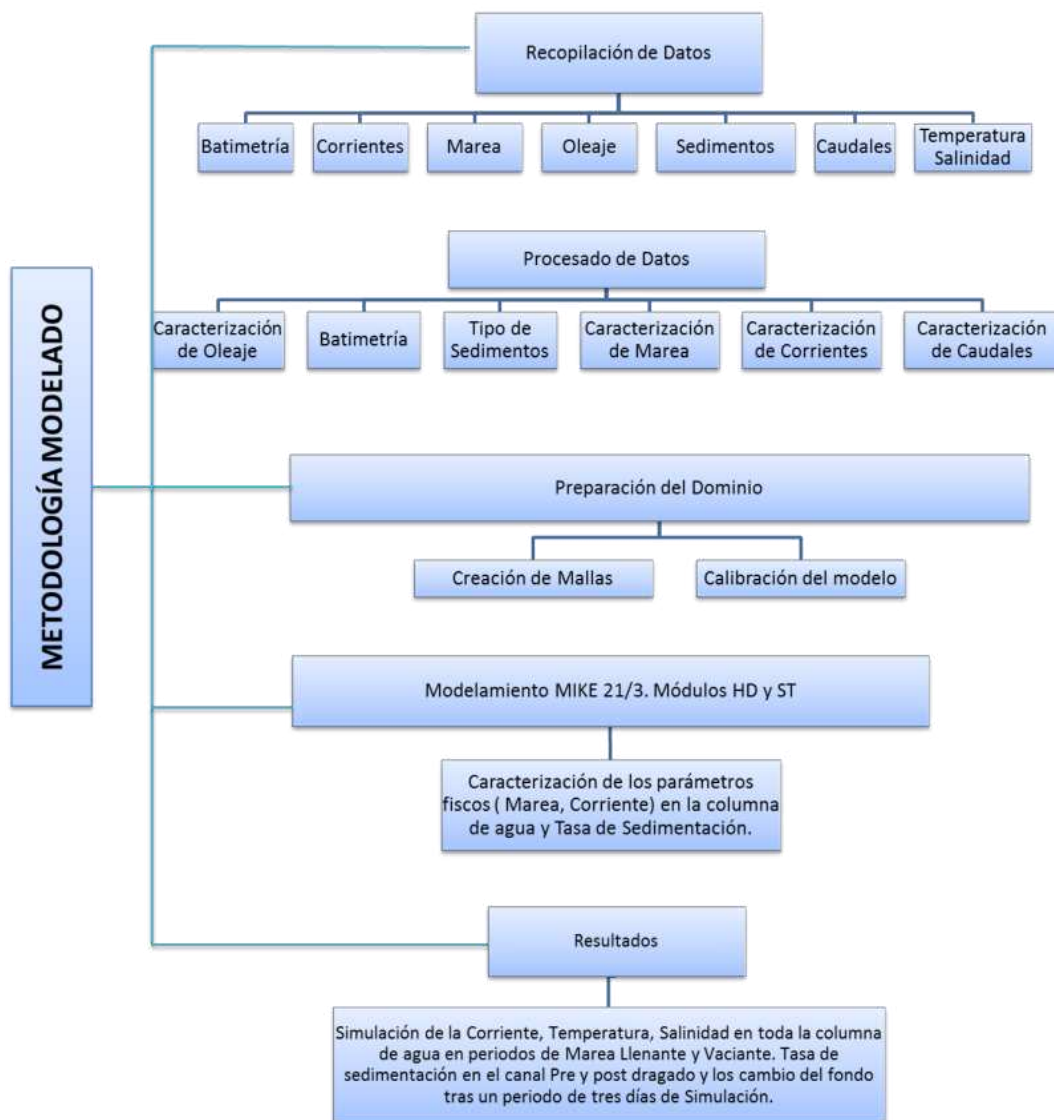 METODOLOGÍA MODELADO
Recopilación de Datos
Batimetría
Corrientes
Marea
Oleaje
Sedimentos
Caudales
Temperatura
Salinidad
Procesado de Datos
Caracterización
de Oleaje
Batimetría
Tipo de
Sedimentos
Caracterización
de Marea
Caracterización
de Corrientes
Caracterización
de Caudales
Preparación del Dominio
Creación de Mallas
Calibración del modelo
Modelamiento MIKE 21/3. Módulos HD y ST
Caracterización de los parámetros
fiscos ( Marea, Corriente) en la columna
de agua y Tasa de Sedimentación.
Resultados
Simulación de la Corriente, Temperatura, Salinidad en toda la columna
de agua en periodos de Marea Llenante y Vaciante. Tasa de
sedimentación en el canal Pre y post dragado y los cambio del fondo
tras un periodo de tres días de Simulación.